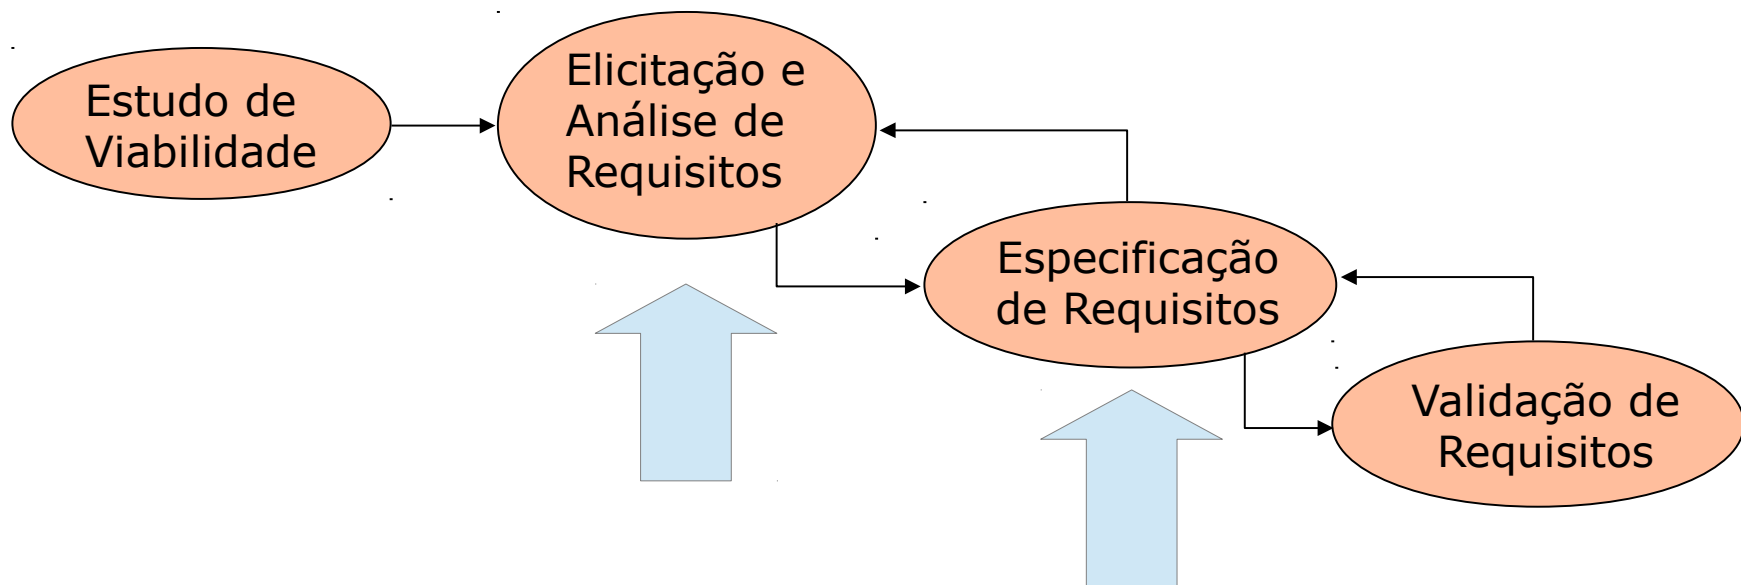 Estudo de
Viabilidade
Elicitação e
Análise de
Requisitos
Especificação
de Requisitos
Validação de
Requisitos